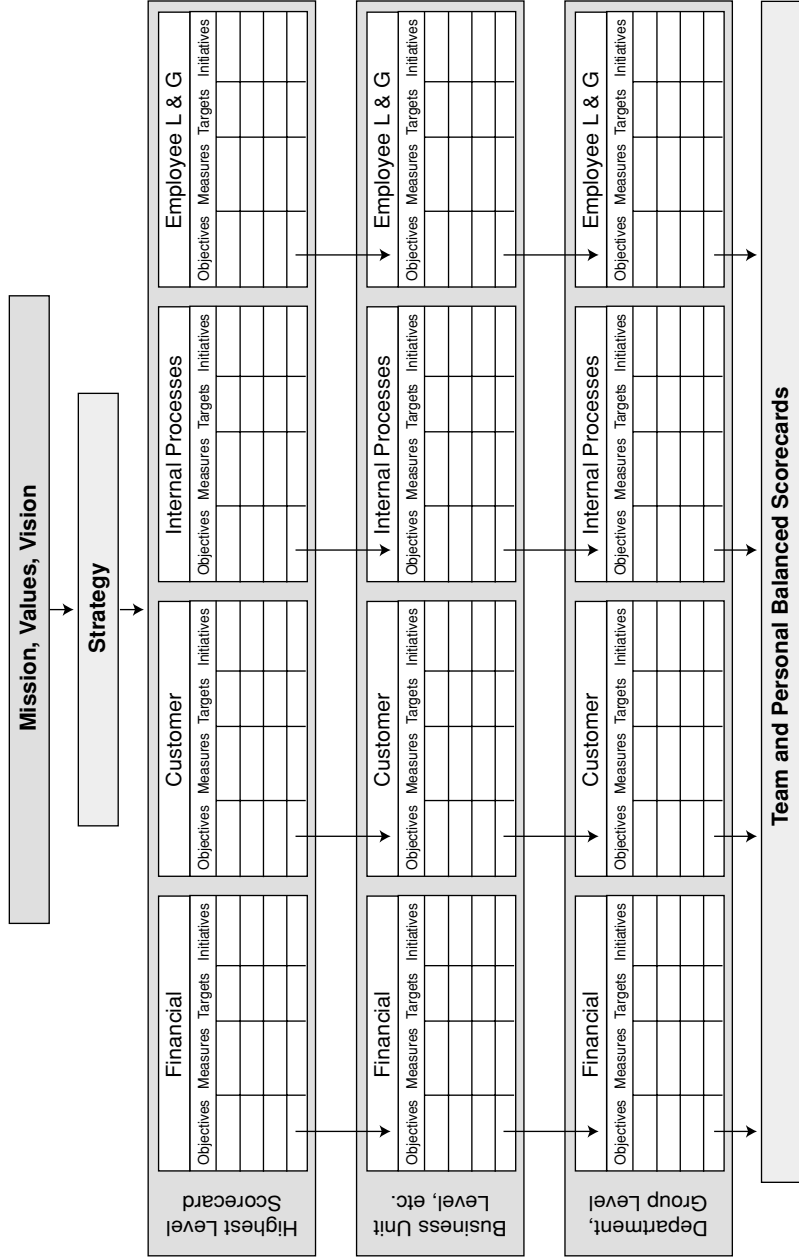 Mission, Values, Vision
Strategy
Highest Level
Scorecard
Financial
Objectives Measures Targets Initiatives
Customer
Objectives Measures Targets Initiatives
Internal Processes
Objectives Measures Targets Initiatives
Employee L & G
Objectives Measures Targets Initiatives
Business Unit
Level, etc.
Financial
Objectives Measures Targets Initiatives
Customer
Objectives Measures Targets Initiatives
Internal Processes
Objectives Measures Targets Initiatives
Employee L & G
Objectives Measures Targets Initiatives
Department,
Group Level
Financial
Objectives Measures Targets Initiatives
Customer
Objectives Measures Targets Initiatives
Internal Processes
Objectives Measures Targets Initiatives
Employee L & G
Objectives Measures Targets Initiatives
Team and Personal Balanced Scorecards